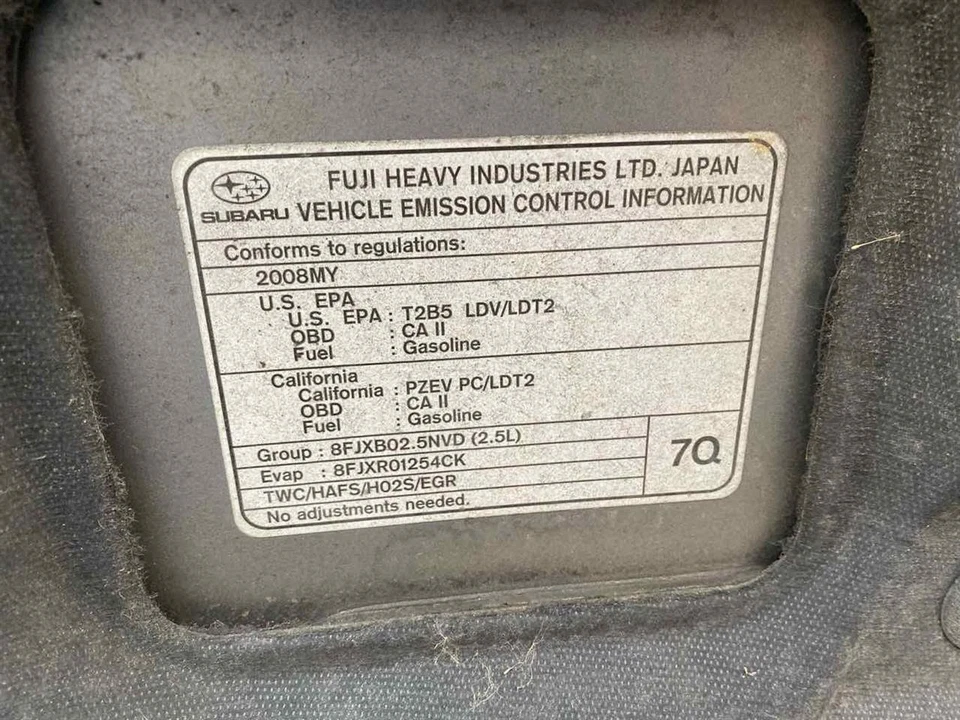 FUJI HEAVY INDUSTRIES LTD. JAPAN
SUBARU VEHICLE EMISSION CONTROL INFORMATION
Conforms to regulations:
2008MY
U.S. EPA
U.S. EPA : T2B5 LDV/LDT2
OBD : CA II
Fuel : Gasoline
California
California : PZEV PC/LDT2
OBD : CA II
Fuel : Gasoline
Group : 8FJXB02.5NVD (2.5L)
Evap : 8FJXR01254CK
TWC/HAFS/HO2S/EGR
No adjustments needed.
7Q